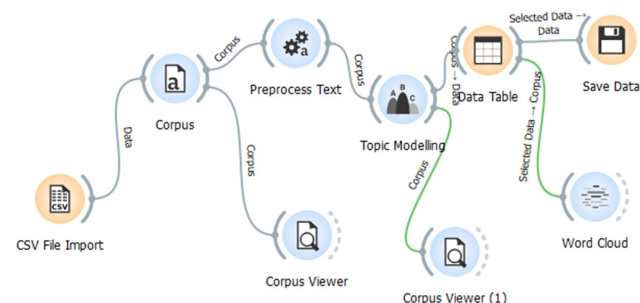 Selected Data →
Data
Save Data
Corpus
Preprocess Text
Corpus
Corpus → Data
Data Table
a
a
Corpus
A
B
C
Topic Modelling
Data
Corpus
Corpus
Selected Data → Corpus
CSV
CSV File Import
Corpus Viewer
Corpus Viewer (1)
Word Cloud